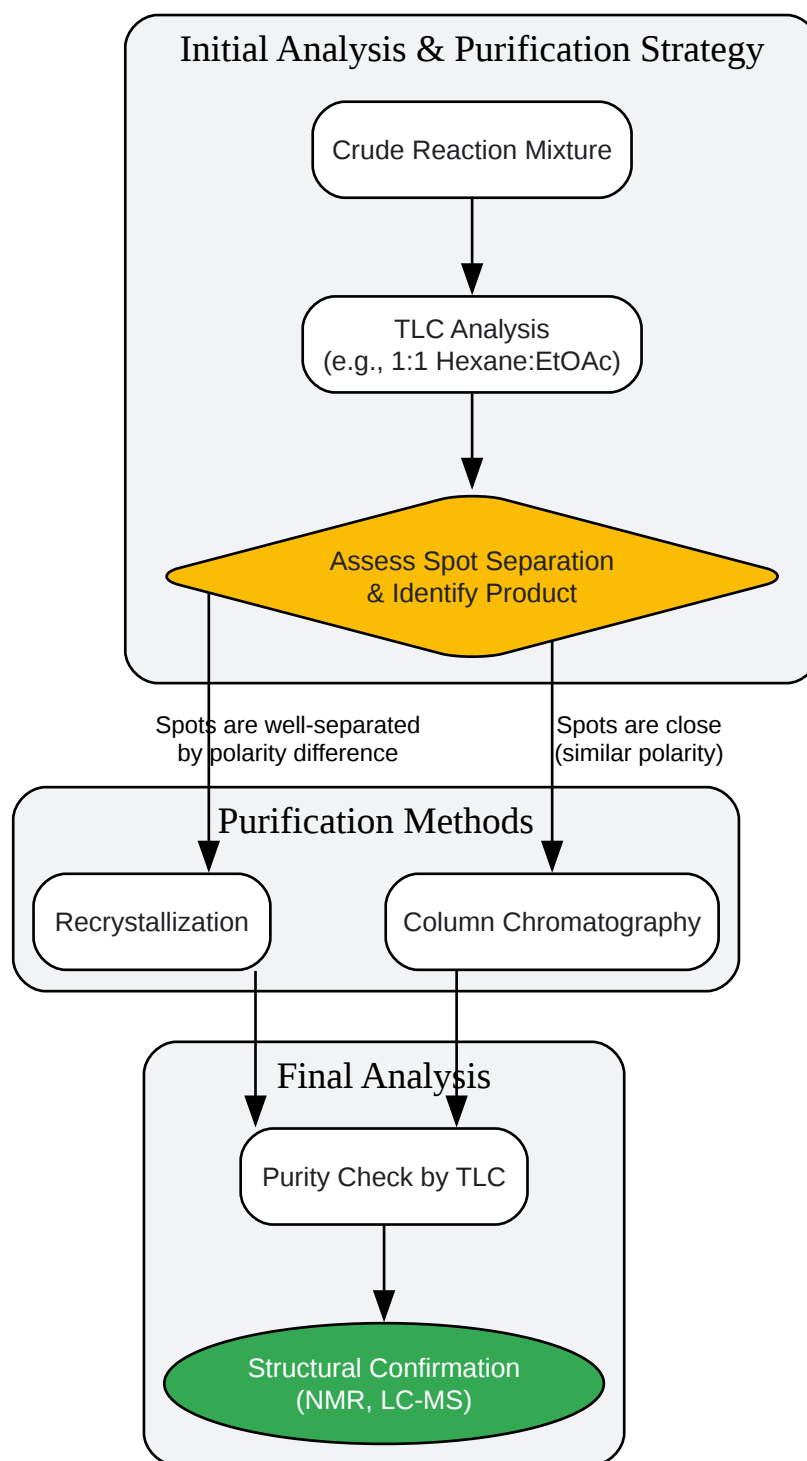 Initial Analysis & Purification Strategy
Crude Reaction Mixture
TLC Analysis
(e.g., 1:1 Hexane:EtOAc)
Assess Spot Separation
& Identify Product
Spots are well-separated
by polarity difference
Spots are close
(similar polarity)
Purification Methods
Recrystallization
Column Chromatography
Final Analysis
Purity Check by TLC
Structural Confirmation
(NMR, LC-MS)